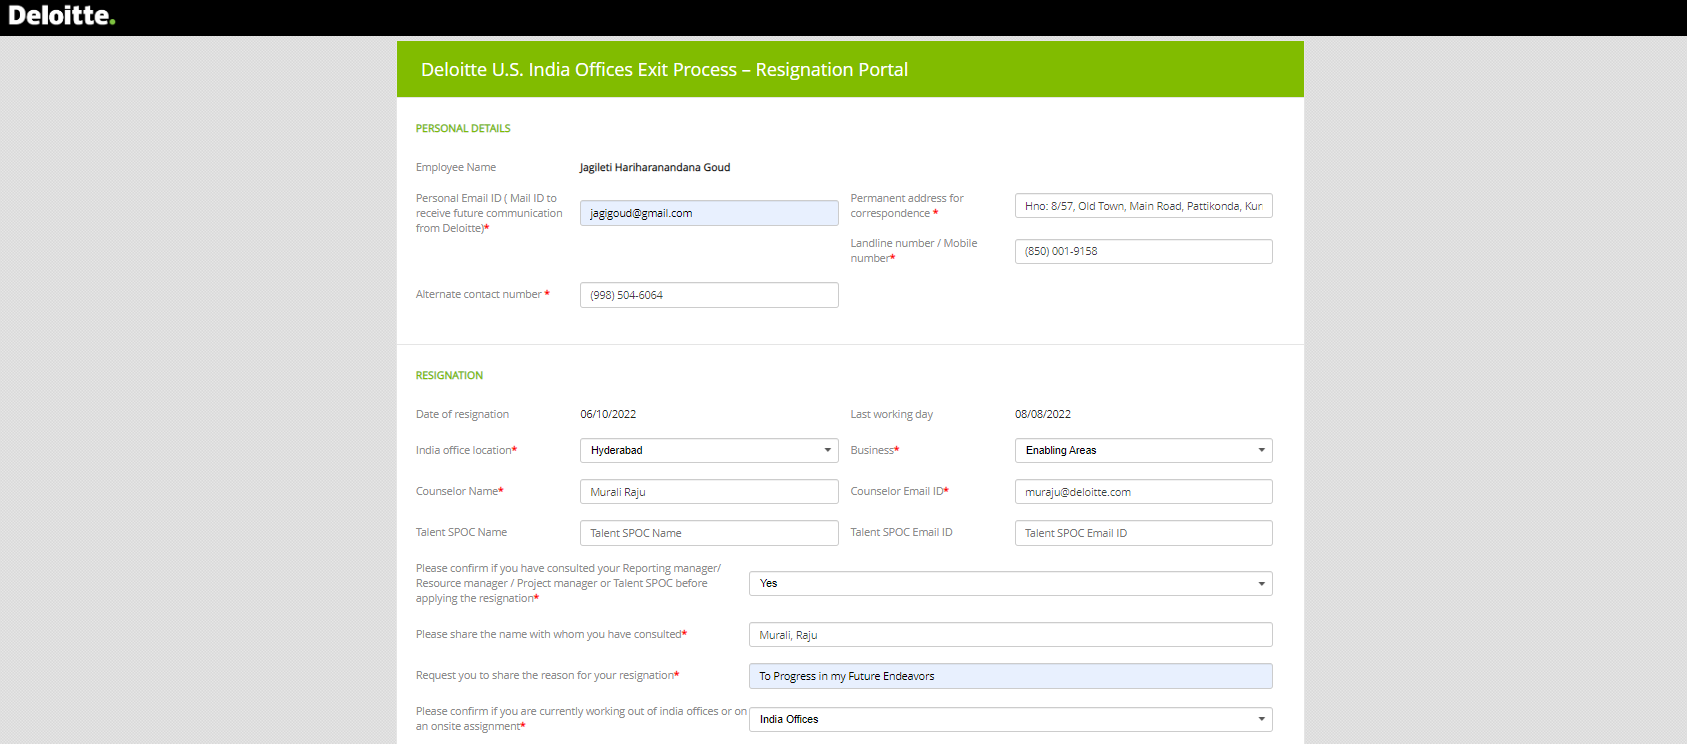 Deloitte.
Deloitte U.S. India Offices Exit Process – Resignation Portal
PERSONAL DETAILS
Employee Name
Jagileti Hariharanandana Goud
Personal Email ID ( Mail ID to
receive future communication
from Deloitte)*
jagigoud@gmail.com
Permanent address for
correspondence *
Hno: 8/57, Old Town, Main Road, Pattikonda, Kur
Landline number / Mobile
number*
(850) 001-9158
Alternate contact number *
(998) 504-6064
RESIGNATION
Date of resignation
06/10/2022
Last working day
08/08/2022
India office location*
Hyderabad
Business*
Enabling Areas
Counselor Name*
Murali Raju
Counselor Email ID*
muraju@deloitte.com
Talent SPOC Name
Talent SPOC Name
Talent SPOC Email ID
Talent SPOC Email ID
Please confirm if you have consulted your Reporting manager/
Resource manager / Project manager or Talent SPOC before
applying the resignation*
Yes
Please share the name with whom you have consulted*
Murali, Raju
Request you to share the reason for your resignation*
To Progress in my Future Endeavors
Please confirm if you are currently working out of india offices or on
an onsite assignment*
India Offices